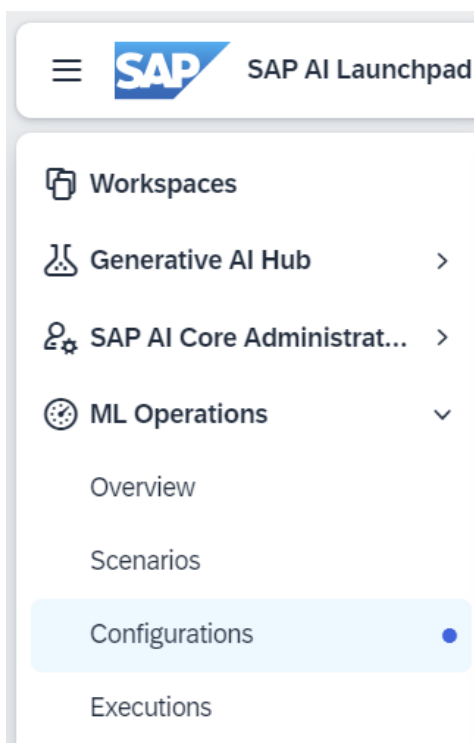 SAP SAP AI Launchpad
Workspaces
Generative AI Hub
SAP AI Core Administrat...
ML Operations
Overview
Scenarios
Configurations
Executions